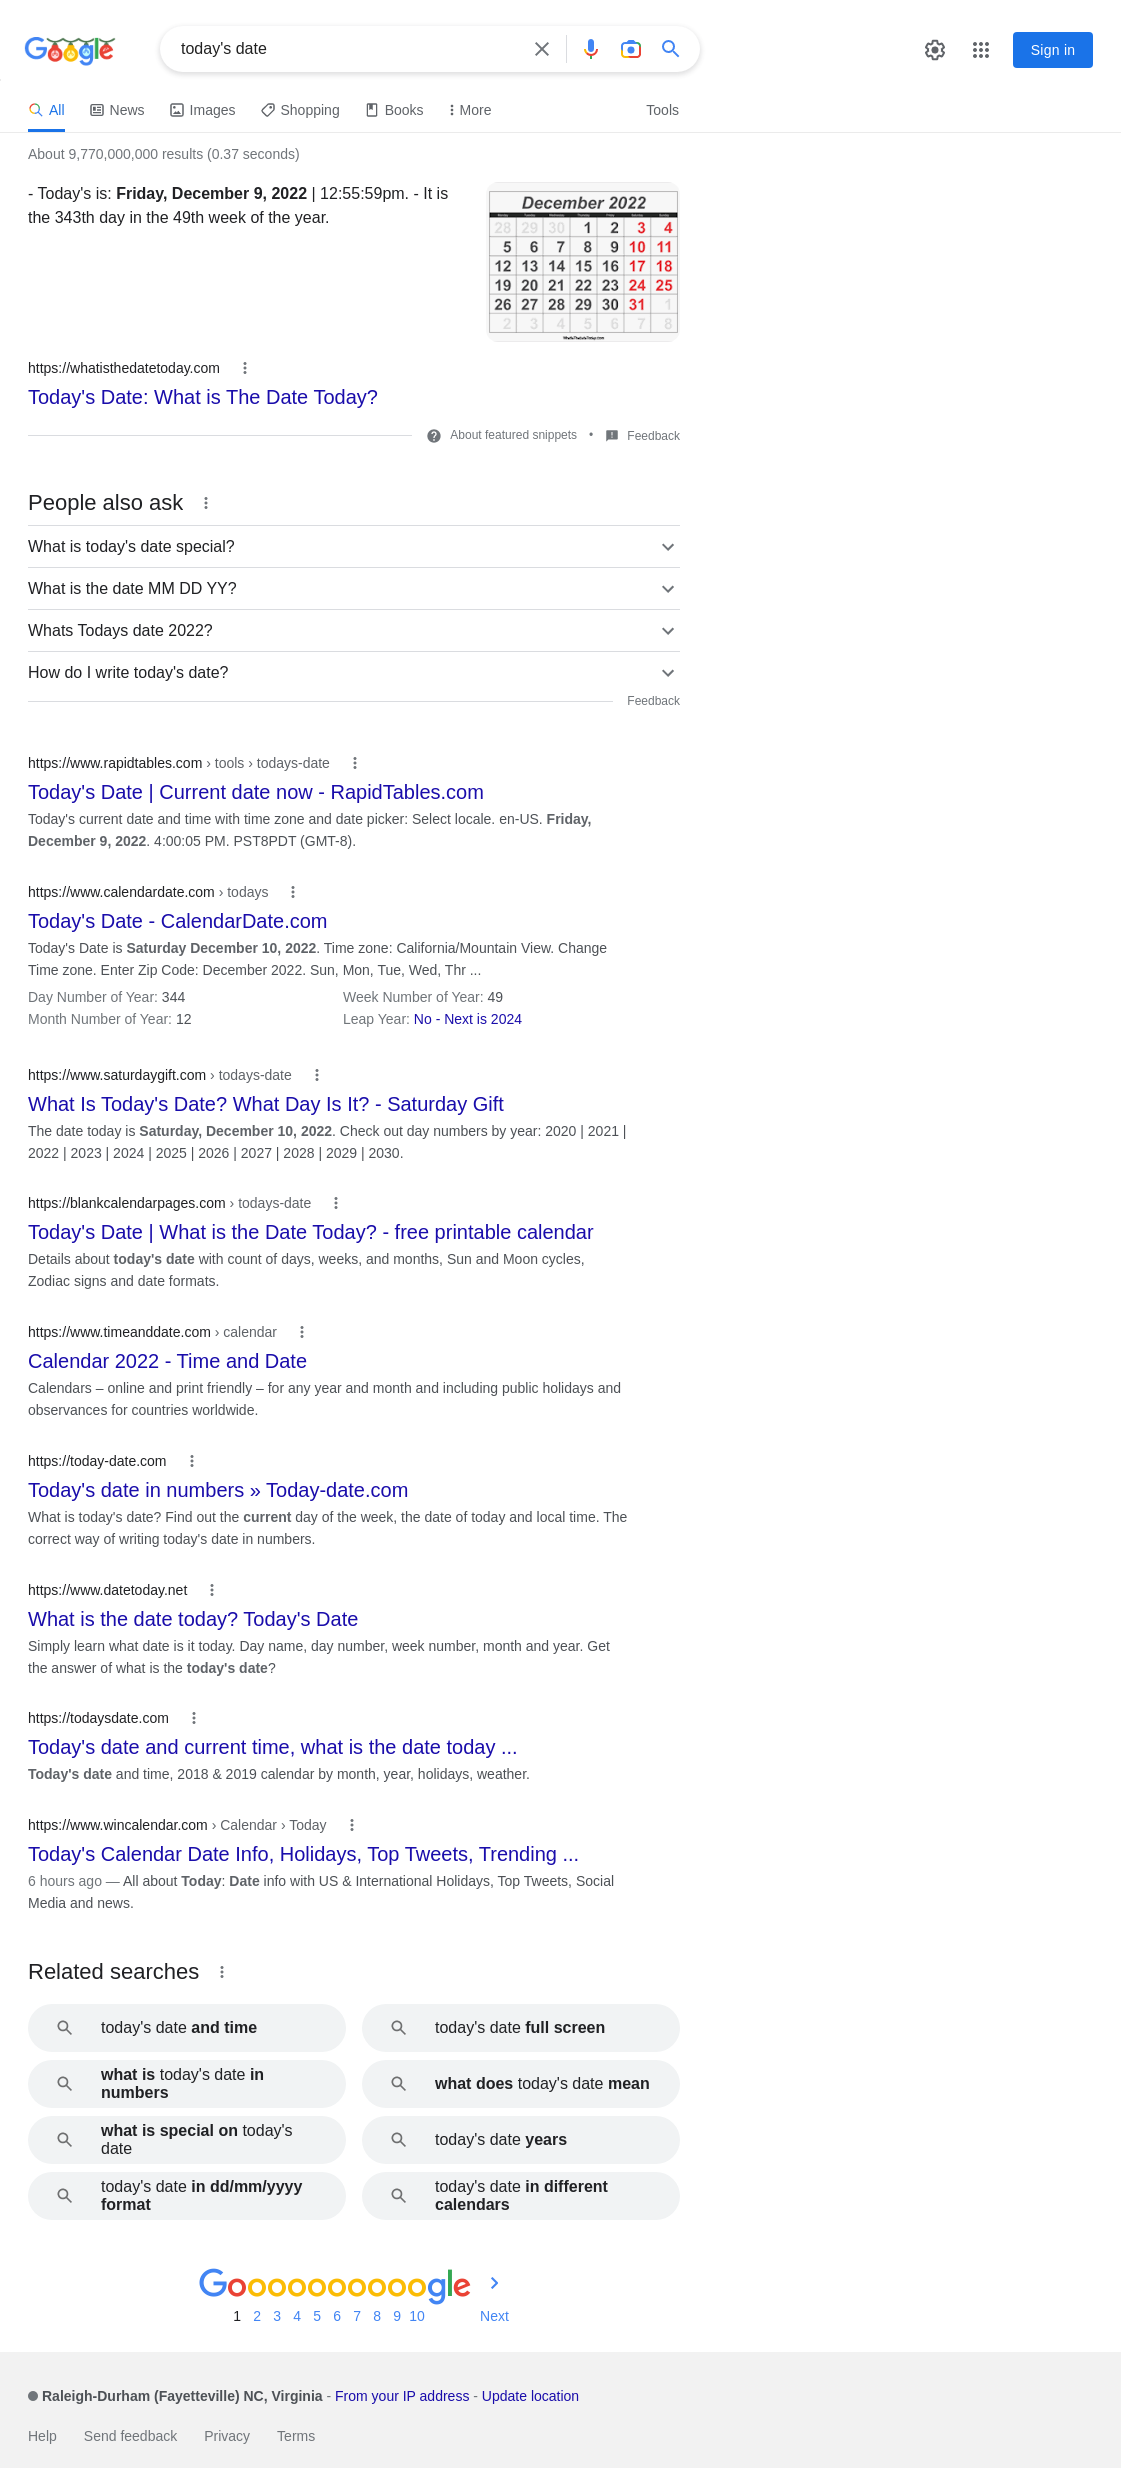 Google
today's date
Sign in
All
News
Images
Shopping
Books
More
Tools
About 9,770,000,000 results (0.37 seconds)
- Today's is: Friday, December 9, 2022 | 12:55:59pm. - It is
the 343th day in the 49th week of the year.
December 2022
Monday Tuesday Wednesday Thursday Friday Saturday Sunday
28 29 30 1 2 3 4
5 6 7 8 9 10 11
12 13 14 15 16 17 18
19 20 21 22 23 24 25
26 27 28 29 30 31 1
2 3 4 5 6 7 8
WhatIsTheDateToday.com
https://whatisthedatetoday.com
Today's Date: What is The Date Today?
About featured snippets • Feedback
People also ask
What is today's date special?
What is the date MM DD YY?
Whats Todays date 2022?
How do I write today's date?
Feedback
https://www.rapidtables.com › tools › todays-date
Today's Date | Current date now - RapidTables.com
Today's current date and time with time zone and date picker: Select locale. en-US. Friday,
December 9, 2022. 4:00:05 PM. PST8PDT (GMT-8).
https://www.calendardate.com › todays
Today's Date - CalendarDate.com
Today's Date is Saturday December 10, 2022. Time zone: California/Mountain View. Change
Time zone. Enter Zip Code: December 2022. Sun, Mon, Tue, Wed, Thr ...
Day Number of Year: 344
Week Number of Year: 49
Month Number of Year: 12
Leap Year: No - Next is 2024
https://www.saturdaygift.com › todays-date
What Is Today's Date? What Day Is It? - Saturday Gift
The date today is Saturday, December 10, 2022. Check out day numbers by year: 2020 | 2021 |
2022 | 2023 | 2024 | 2025 | 2026 | 2027 | 2028 | 2029 | 2030.
https://blankcalendarpages.com › todays-date
Today's Date | What is the Date Today? - free printable calendar
Details about today's date with count of days, weeks, and months, Sun and Moon cycles,
Zodiac signs and date formats.
https://www.timeanddate.com › calendar
Calendar 2022 - Time and Date
Calendars – online and print friendly – for any year and month and including public holidays and
observances for countries worldwide.
https://today-date.com
Today's date in numbers » Today-date.com
What is today's date? Find out the current day of the week, the date of today and local time. The
correct way of writing today's date in numbers.
https://www.datetoday.net
What is the date today? Today's Date
Simply learn what date is it today. Day name, day number, week number, month and year. Get
the answer of what is the today's date?
https://todaysdate.com
Today's date and current time, what is the date today ...
Today's date and time, 2018 & 2019 calendar by month, year, holidays, weather.
https://www.wincalendar.com › Calendar › Today
Today's Calendar Date Info, Holidays, Top Tweets, Trending ...
6 hours ago — All about Today: Date info with US & International Holidays, Top Tweets, Social
Media and news.
Related searches
today's date and time
today's date full screen
what is today's date in
numbers
what does today's date mean
what is special on today's
date
today's date years
today's date in dd/mm/yyyy
format
today's date in different
calendars
Goooooooooogle
1 2 3 4 5 6 7 8 9 10 Next
Raleigh-Durham (Fayetteville) NC, Virginia - From your IP address - Update location
Help Send feedback Privacy Terms